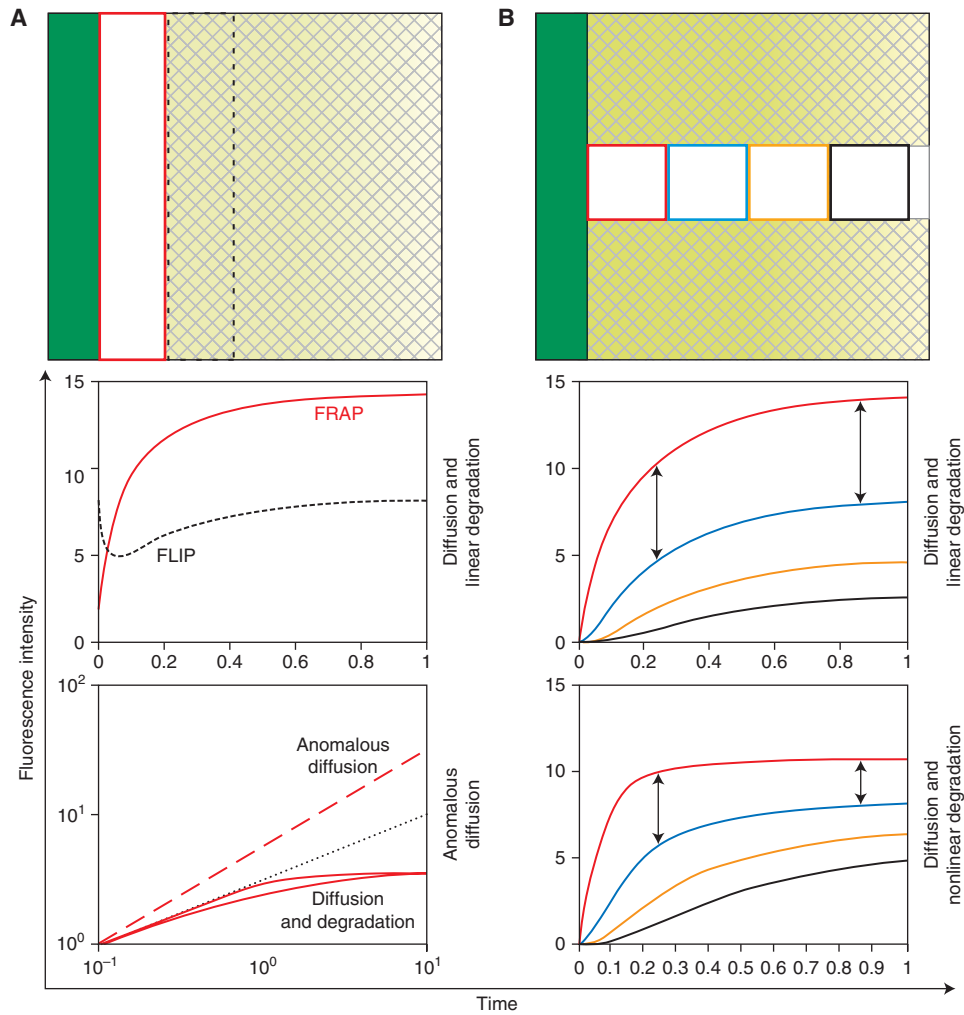 A
B
Fluorescence intensity
15
10
5
0
FRAP
FLIP
0
0.2
0.4
0.6
0.8
1
Diffusion and
linear degradation
10²
10¹
10⁰
Anomalous
diffusion
Diffusion
and degradation
10⁻¹
10⁰
10¹
Anomalous
diffusion
15
10
5
0
0
0.2
0.4
0.6
0.8
1
Diffusion and
linear degradation
15
10
5
0
0
0.1
0.2
0.3
0.4
0.5
0.6
0.7
0.8
0.9
1
Diffusion and
nonlinear degradation
Time